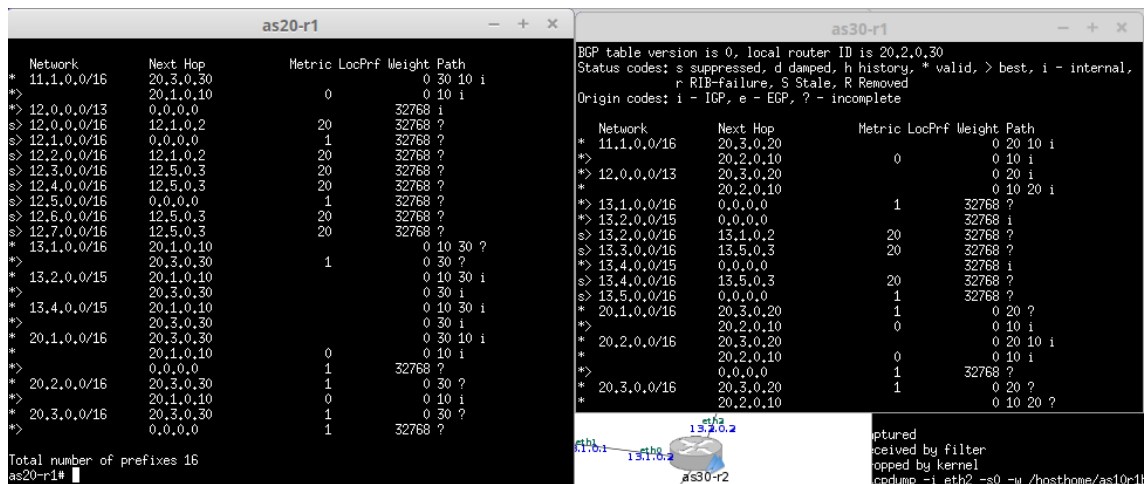 as20-r1
Network Next Hop Metric LocPrf Weight Path
* 11.1.0.0/16 20.3.0.30 0 30 10 i
*> 20.1.0.10 0 0 10 i
*> 12.0.0.0/13 0.0.0.0 32768 i
s> 12.0.0.0/16 12.1.0.2 20 32768 ?
s> 12.1.0.0/16 0.0.0.0 1 32768 ?
s> 12.2.0.0/16 12.1.0.2 20 32768 ?
s> 12.3.0.0/16 12.5.0.3 20 32768 ?
s> 12.4.0.0/16 12.5.0.3 20 32768 ?
s> 12.5.0.0/16 0.0.0.0 1 32768 ?
s> 12.6.0.0/16 12.5.0.3 20 32768 ?
s> 12.7.0.0/16 12.5.0.3 20 32768 ?
* 13.1.0.0/16 20.1.0.10 0 10 30 ?
*> 20.3.0.30 1 0 30 ?
* 13.2.0.0/15 20.1.0.10 0 10 30 i
*> 20.3.0.30 0 30 i
* 13.4.0.0/15 20.1.0.10 0 10 30 i
*> 20.3.0.30 0 30 i
* 20.1.0.0/16 20.3.0.30 0 30 10 i
* 20.1.0.10 0 0 10 i
*> 0.0.0.0 1 32768 ?
* 20.2.0.0/16 20.3.0.30 1 0 30 ?
*> 20.1.0.10 0 0 10 i
* 20.3.0.0/16 20.3.0.30 1 0 30 ?
*> 0.0.0.0 1 32768 ?
Total number of prefixes 16
as20-r1#
as30-r1
BGP table version is 0, local router ID is 20.2.0.30
Status codes: s suppressed, d damped, h history, * valid, > best, i - internal,
r RIB-failure, S Stale, R Removed
Origin codes: i - IGP, e - EGP, ? - incomplete
Network Next Hop Metric LocPrf Weight Path
* 11.1.0.0/16 20.3.0.20 0 20 10 i
*> 20.2.0.10 0 0 10 i
*> 12.0.0.0/13 20.3.0.20 0 20 i
* 20.2.0.10 0 10 20 i
*> 13.1.0.0/16 0.0.0.0 1 32768 ?
*> 13.2.0.0/15 0.0.0.0 32768 i
s> 13.2.0.0/16 13.1.0.2 20 32768 ?
s> 13.3.0.0/16 13.5.0.3 20 32768 ?
*> 13.4.0.0/15 0.0.0.0 32768 i
s> 13.4.0.0/16 13.5.0.3 20 32768 ?
s> 13.5.0.0/16 0.0.0.0 1 32768 ?
* 20.1.0.0/16 20.3.0.20 1 0 20 ?
*> 20.2.0.10 0 0 10 i
* 20.2.0.0/16 20.3.0.20 0 20 10 i
* 20.2.0.10 0 0 10 i
*> 0.0.0.0 1 32768 ?
* 20.3.0.0/16 20.3.0.20 1 0 20 ?
* 20.2.0.10 0 10 20 ?
eth2
13.2.0.2
eth1
3.1.0.1
eth0
13.1.0.2
as30-r2
ptured
ceived by filter
opped by kernel
cpdump -i eth2 -s0 -w /hosthome/as10r1